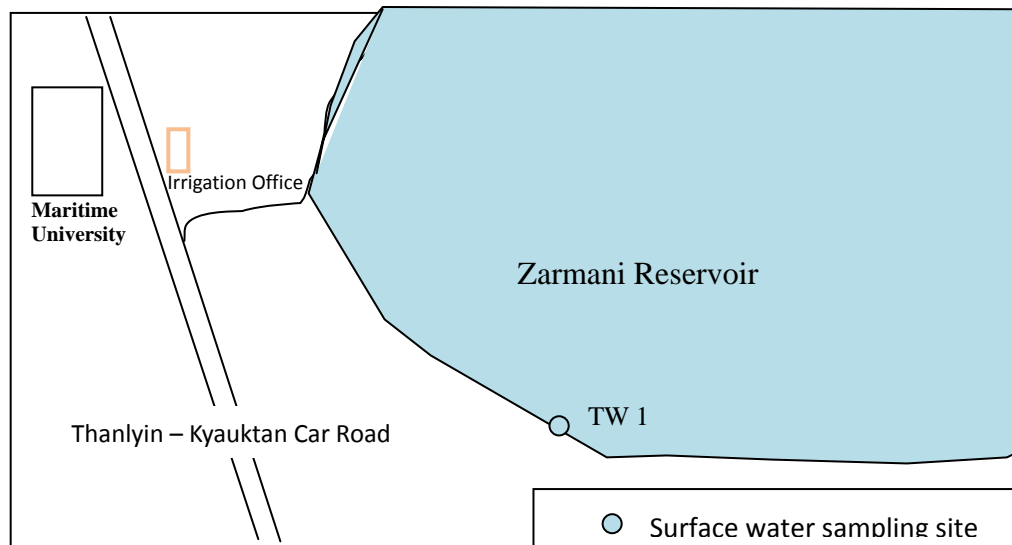 Irrigation Office
Maritime
University
Zarmani Reservoir
TW 1
Thanlyin – Kyauktan Car Road
Surface water sampling site